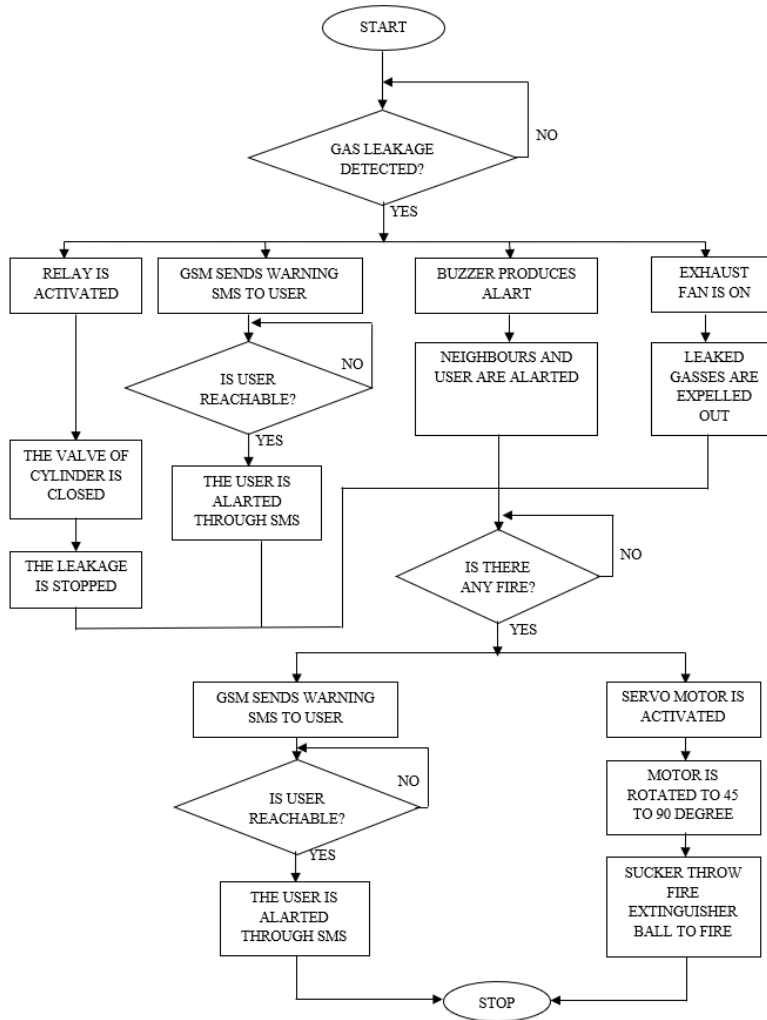 START
NO
GAS LEAKAGE
DETECTED?
YES
RELAY IS
ACTIVATED
GSM SENDS WARNING
SMS TO USER
BUZZER PRODUCES
ALART
EXHAUST
FAN IS ON
NO
IS USER
REACHABLE?
YES
NEIGHBOURS AND
USER ARE ALARTED
LEAKED
GASSES ARE
EXPELLED
OUT
THE VALVE OF
CYLINDER IS
CLOSED
THE USER IS
ALARTED
THROUGH SMS
THE LEAKAGE
IS STOPPED
NO
IS THERE
ANY FIRE?
YES
GSM SENDS WARNING
SMS TO USER
SERVO MOTOR IS
ACTIVATED
NO
IS USER
REACHABLE?
YES
MOTOR IS
ROTATED TO 45
TO 90 DEGREE
THE USER IS
ALARTED
THROUGH SMS
SUCKER THROW
FIRE
EXTINGUISHER
BALL TO FIRE
STOP